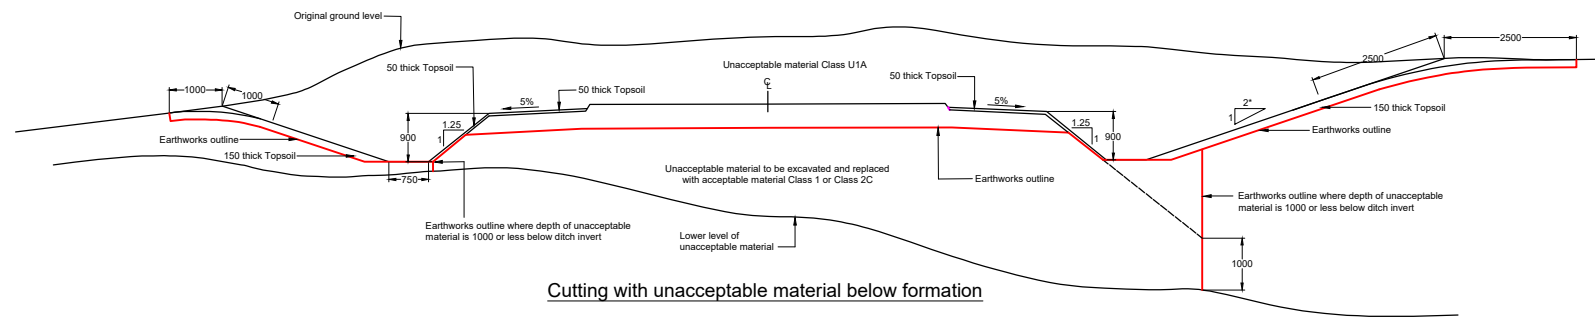 Original ground level
2500
2500
Unacceptable material Class U1A
50 thick Topsoil
50 thick Topsoil
50 thick Topsoil
℄
1000
1000
5%
5%
2*
1
150 thick Topsoil
Earthworks outline
1.25
1
900
1.25
1
900
Earthworks outline
150 thick Topsoil
750
Unacceptable material to be excavated and replaced
with acceptable material Class 1 or Class 2C
Earthworks outline
Earthworks outline where depth of unacceptable
material is 1000 or less below ditch invert
Earthworks outline where depth of unacceptable
material is 1000 or less below ditch invert
Lower level of
unacceptable material
1000
Cutting with unacceptable material below formation